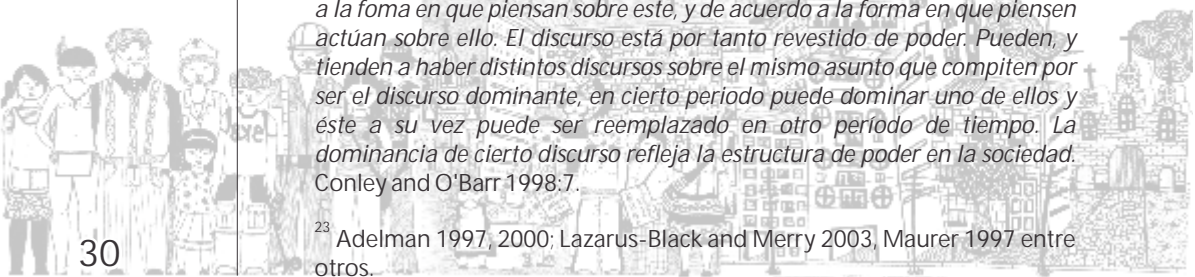 a la foma en que piensan sobre este, y de acuerdo a la forma en que piensen
actúan sobre ello. El discurso está por tanto revestido de poder. Pueden, y
tienden a haber distintos discursos sobre el mismo asunto que compiten por
ser el discurso dominante, en cierto periodo puede dominar uno de ellos y
éste a su vez puede ser reemplazado en otro período de tiempo. La
dominancia de cierto discurso refleja la estructura de poder en la sociedad.
Conley and O'Barr 1998:7.
23 Adelman 1997, 2000; Lazarus-Black and Merry 2003, Maurer 1997 entre
otros.
30